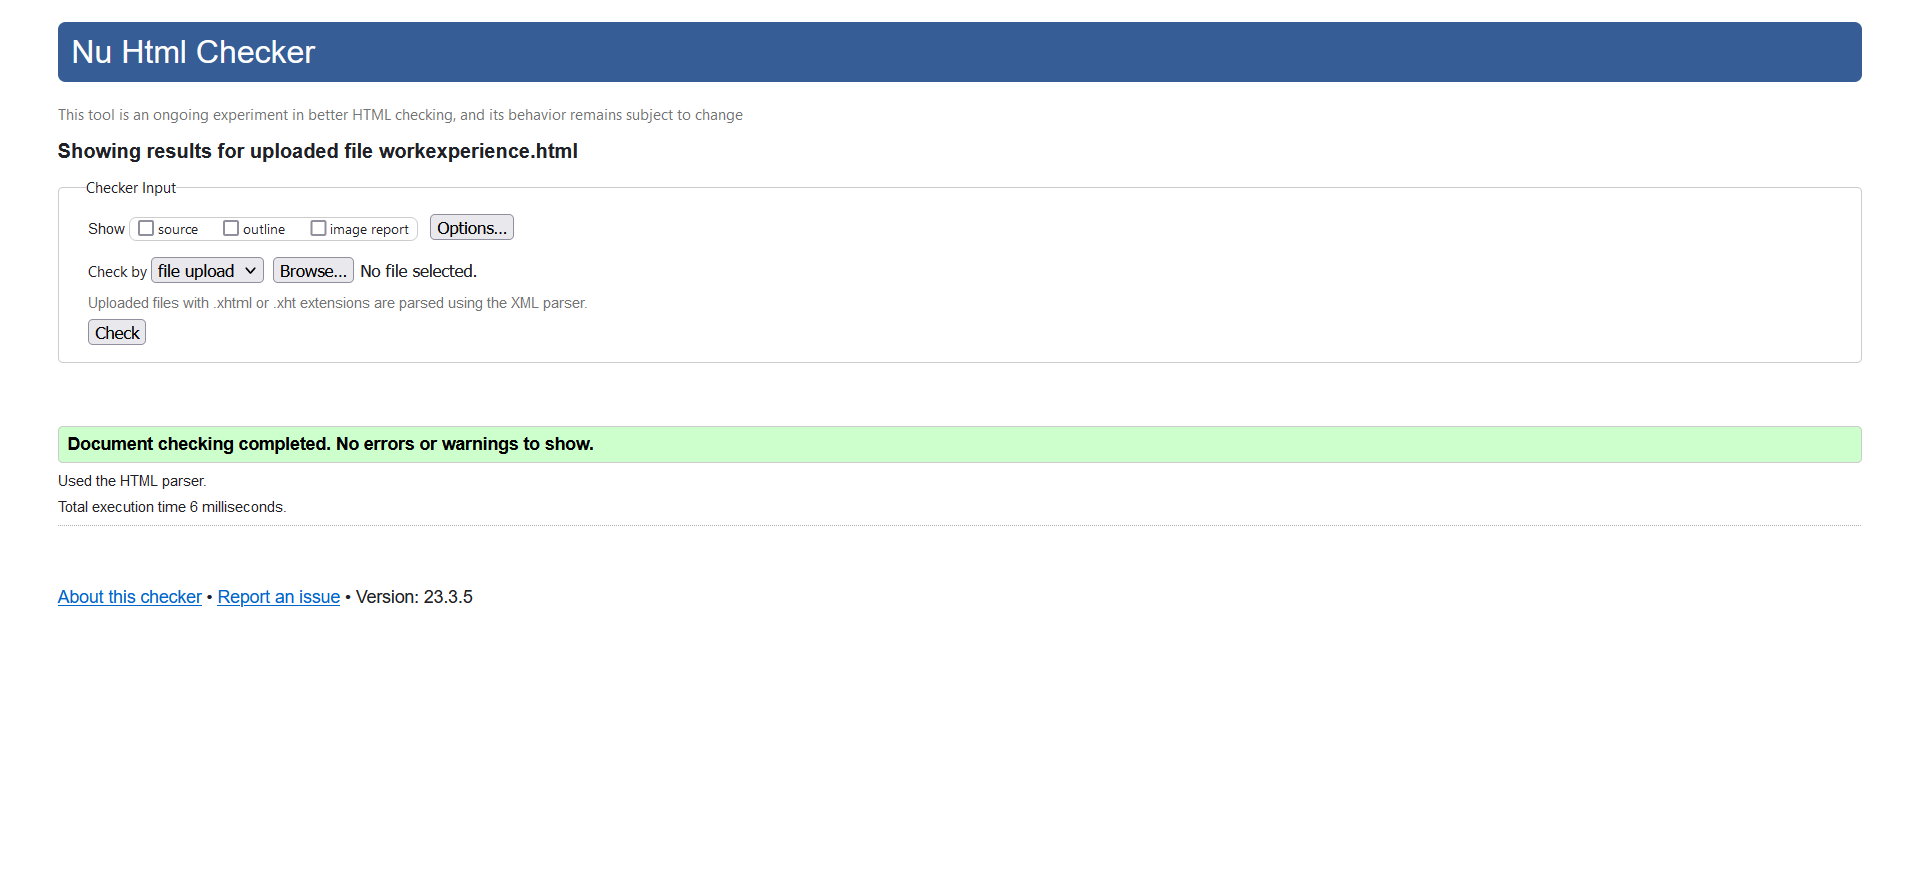 Nu Html Checker
This tool is an ongoing experiment in better HTML checking, and its behavior remains subject to change
Showing results for uploaded file workexperience.html
Checker Input
Show source outline image report Options...
Check by file upload Browse... No file selected.
Uploaded files with .xhtml or .xht extensions are parsed using the XML parser.
Check
Document checking completed. No errors or warnings to show.
Used the HTML parser.
Total execution time 6 milliseconds.
About this checker • Report an issue • Version: 23.3.5